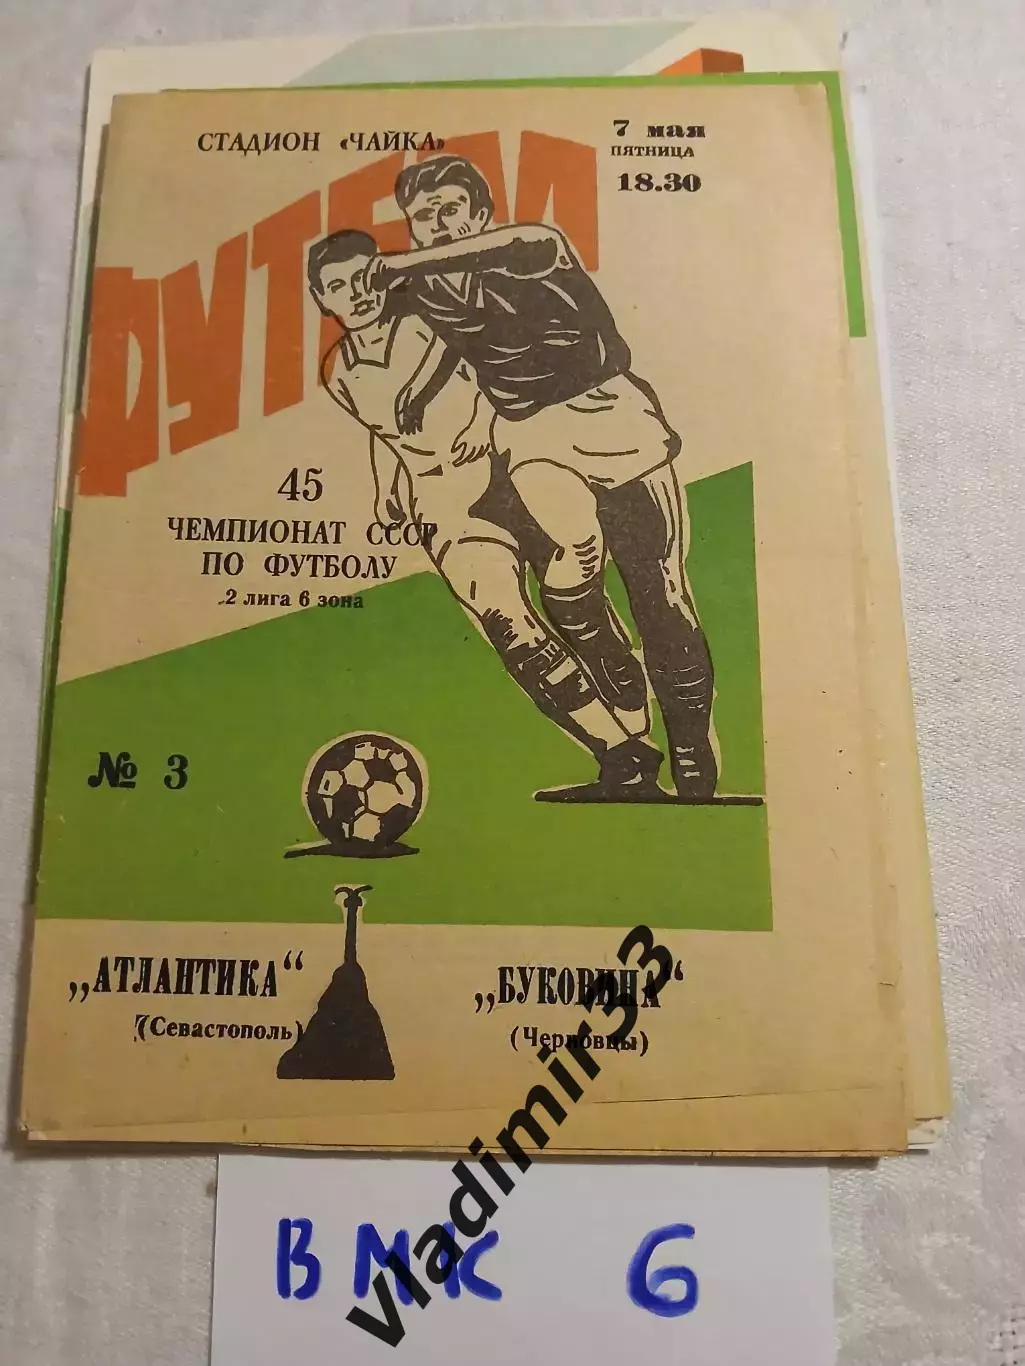 СТАДИОН «ЧАЙКА»
7 мая
ПЯТНИЦА
18.30
ФУТБОЛ
45
ЧЕМПИОНАТ СССР
ПО ФУТБОЛУ
2 лига 6 зона
№ 3
„АТЛАНТИКА“
(Севастополь)
„БУКОВИНА“
(Черновцы)
vladimir33
ВМК 6